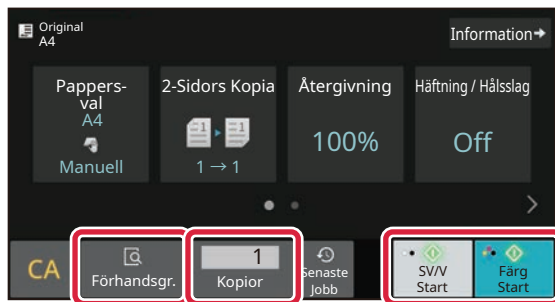 Original
A4
Information
Pappers-
val
A4
Manuell
2-Sidors Kopia
1 → 1
Återgivning
100%
Häftning / Hålsslag
Off
CA
Förhandsgr.
1
Kopior
Senaste
Jobb
SV/V
Start
Färg
Start